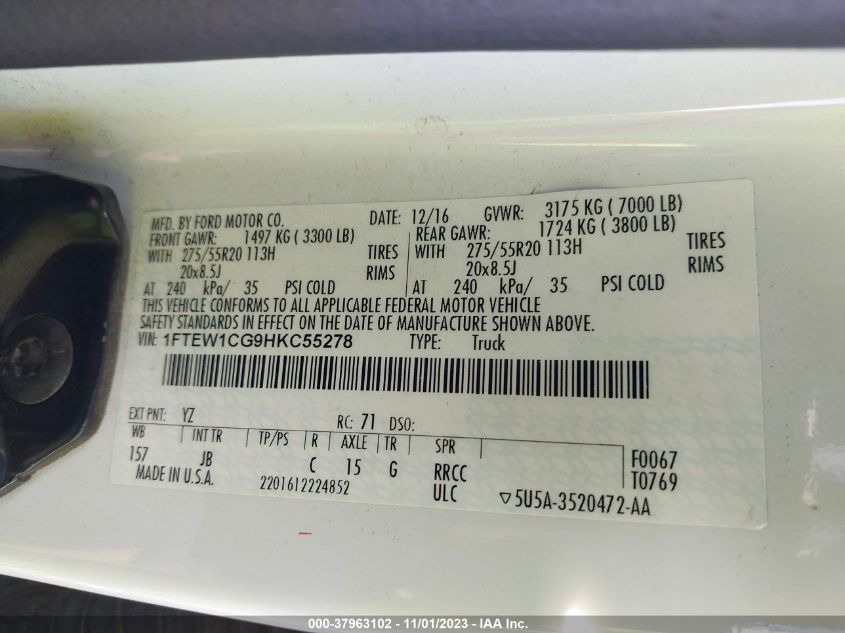 MFD. BY FORD MOTOR CO. DATE: 12/16 GVWR: 3175 KG ( 7000 LB)
FRONT GAWR: 1497 KG ( 3300 LB) REAR GAWR: 1724 KG ( 3800 LB)
WITH 275/55R20 113H TIRES WITH 275/55R20 113H TIRES
20x8.5J RIMS 20x8.5J RIMS
AT 240 kPa/ 35 PSI COLD AT 240 kPa/ 35 PSI COLD
THIS VEHICLE CONFORMS TO ALL APPLICABLE FEDERAL MOTOR VEHICLE
SAFETY STANDARDS IN EFFECT ON THE DATE OF MANUFACTURE SHOWN ABOVE.
VIN: 1FTEW1CG9HKC55278 TYPE: Truck
EXT PNT: YZ RC: 71 DSO:
WB INT TR TP/PS R AXLE TR SPR
157 JB C 15 G RRCC F0067
ULC T0769
MADE IN U.S.A. 2201612224852 ▽5U5A-3520472-AA
000-37963102 - 11/01/2023 - IAA Inc.